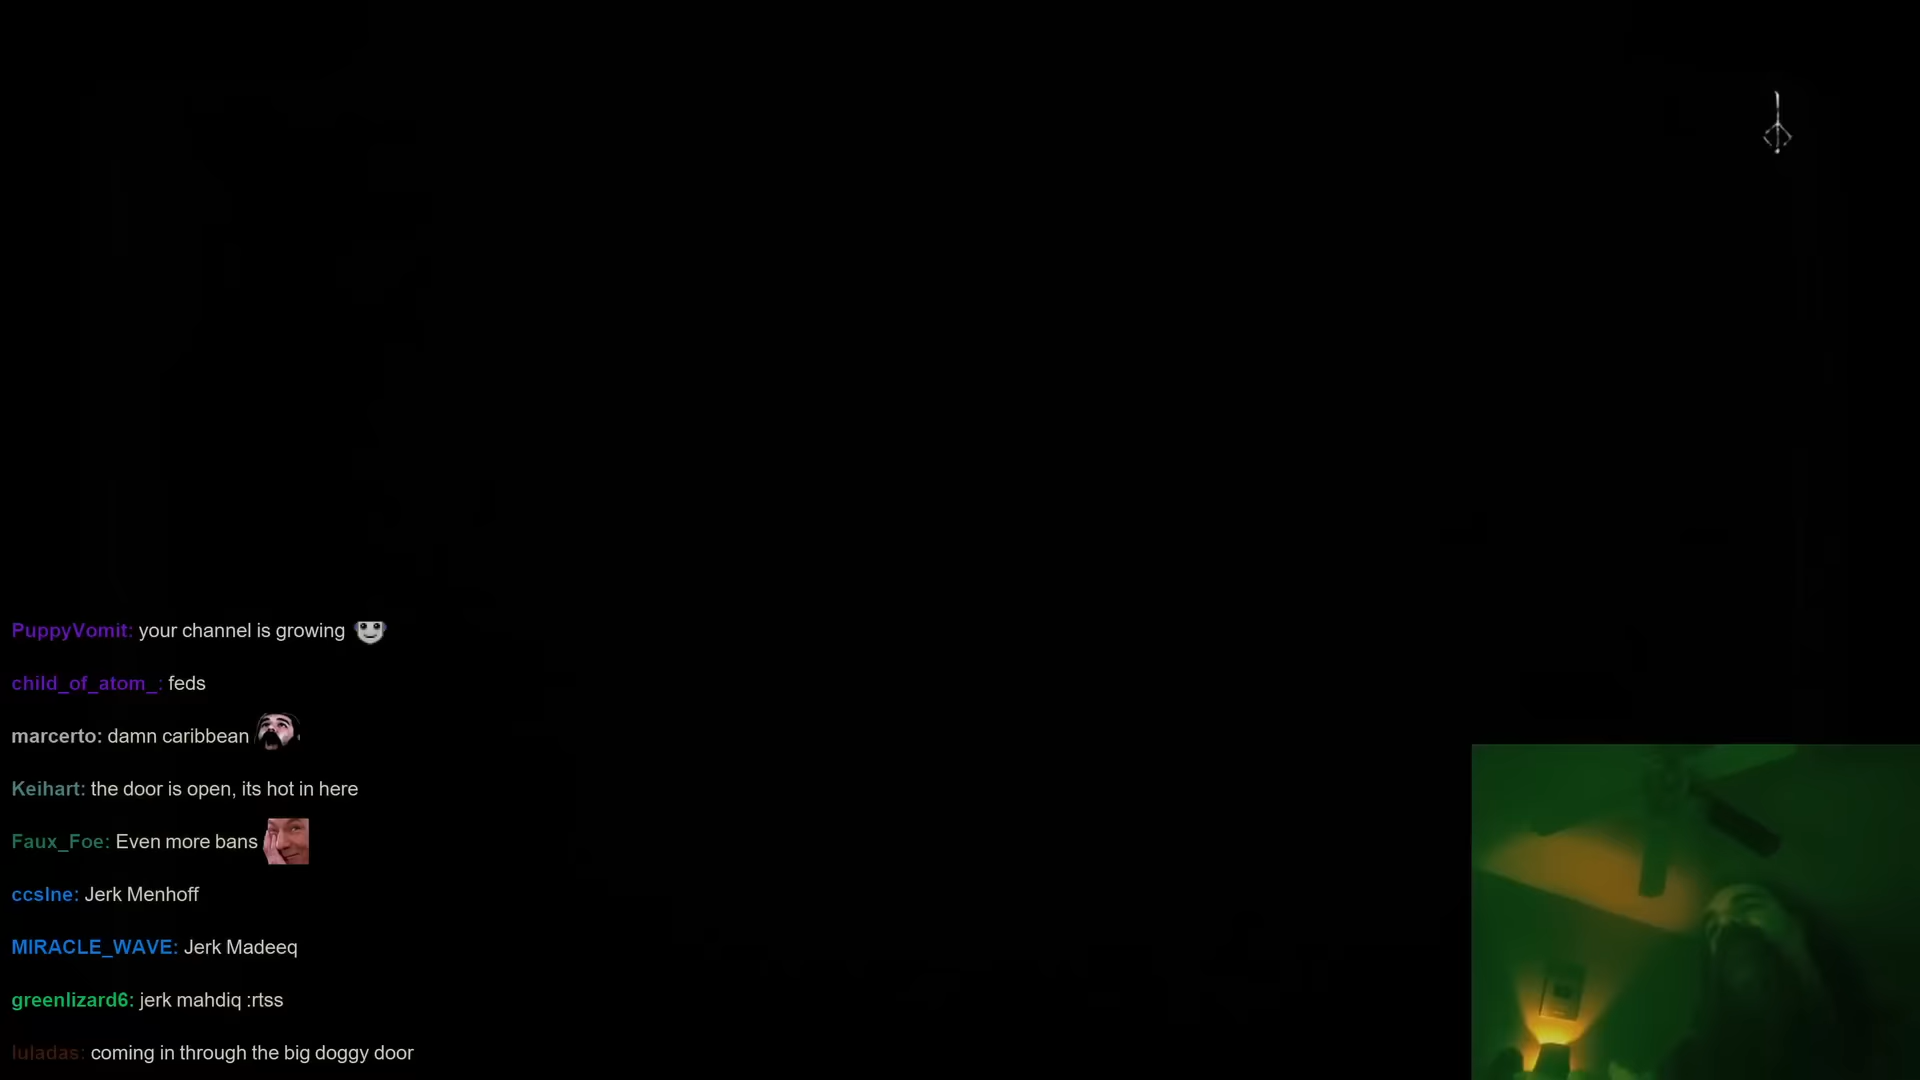 PuppyVomit: your channel is growing
child_of_atom_: feds
marcerto: damn caribbean
Keihart: the door is open, its hot in here
Faux_Foe: Even more bans
ccslne: Jerk Menhoff
MIRACLE_WAVE: Jerk Madeeq
greenlizard6: jerk mahdiq :rtss
luladas: coming in through the big doggy door